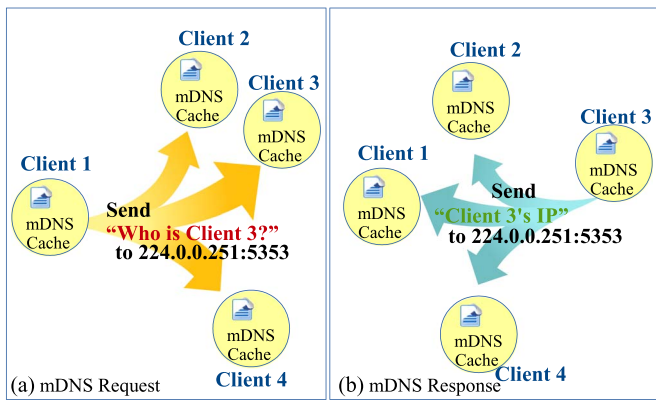 Client 2
mDNS
Cache
Client 3
mDNS
Cache
Client 1
mDNS
Cache
Send
“Who is Client 3?”
to 224.0.0.251:5353
mDNS
Cache
Client 4
(a) mDNS Request
Client 2
mDNS
Cache
Client 3
mDNS
Cache
Client 1
mDNS
Cache
Send
“Client 3's IP”
to 224.0.0.251:5353
mDNS
Cache
Client 4
(b) mDNS Response